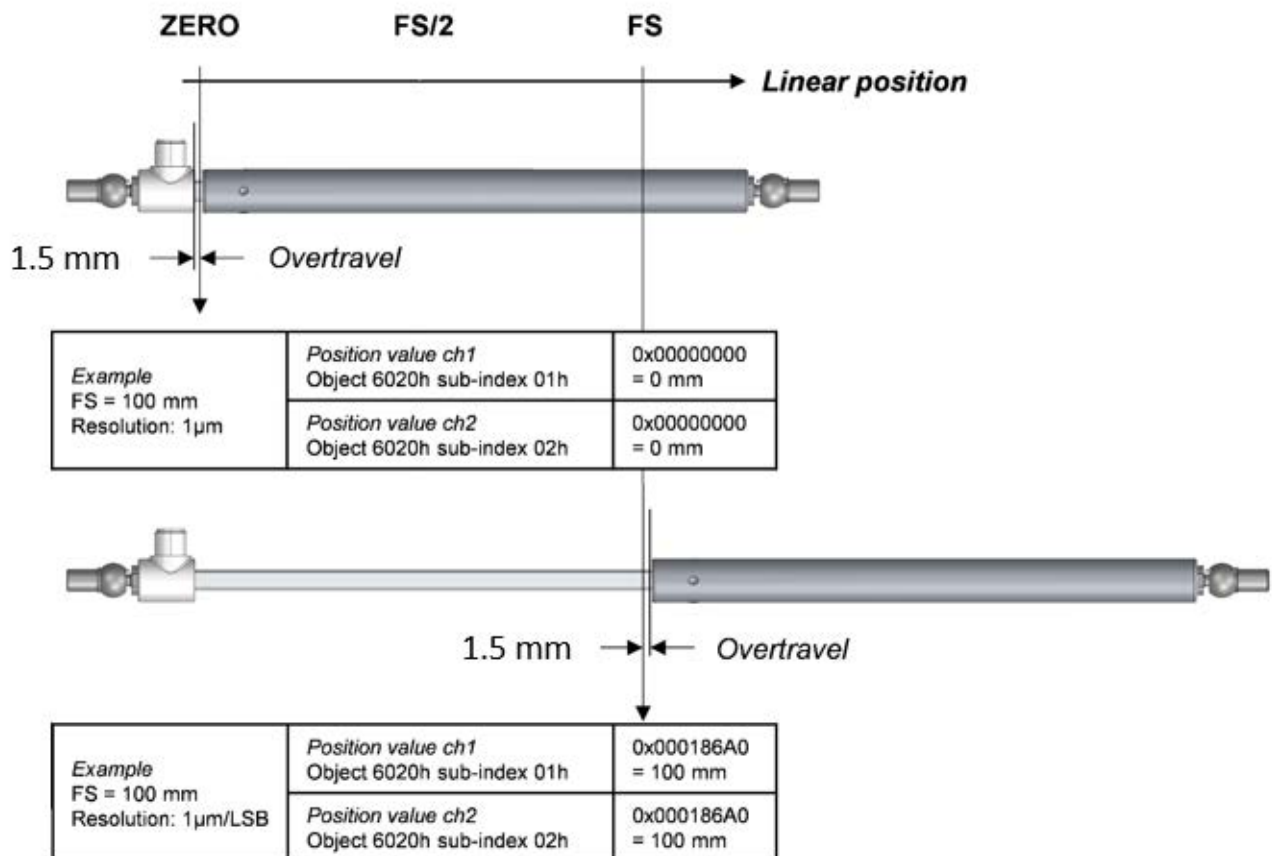 ZERO FS/2 FS
Linear position
1.5 mm Overtravel
Example
FS = 100 mm
Resolution: 1µm
Position value ch1
Object 6020h sub-index 01h
0x00000000
= 0 mm
Position value ch2
Object 6020h sub-index 02h
0x00000000
= 0 mm
1.5 mm Overtravel
Example
FS = 100 mm
Resolution: 1µm/LSB
Position value ch1
Object 6020h sub-index 01h
0x000186A0
= 100 mm
Position value ch2
Object 6020h sub-index 02h
0x000186A0
= 100 mm